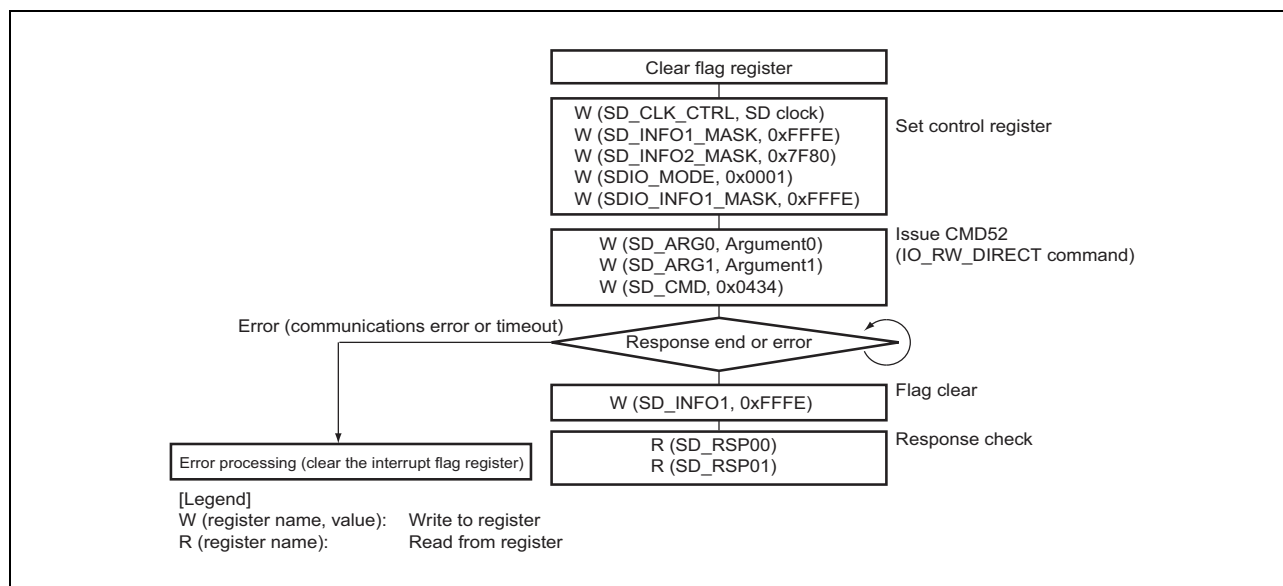 Clear flag register
W (SD_CLK_CTRL, SD clock)
W (SD_INFO1_MASK, 0xFFFE)
W (SD_INFO2_MASK, 0x7F80)
W (SDIO_MODE, 0x0001)
W (SDIO_INFO1_MASK, 0xFFFE)
Set control register
W (SD_ARG0, Argument0)
W (SD_ARG1, Argument1)
W (SD_CMD, 0x0434)
Issue CMD52
(IO_RW_DIRECT command)
Error (communications error or timeout)
Response end or error
W (SD_INFO1, 0xFFFE)
Flag clear
R (SD_RSP00)
R (SD_RSP01)
Response check
Error processing (clear the interrupt flag register)
[Legend]
W (register name, value): Write to register
R (register name): Read from register